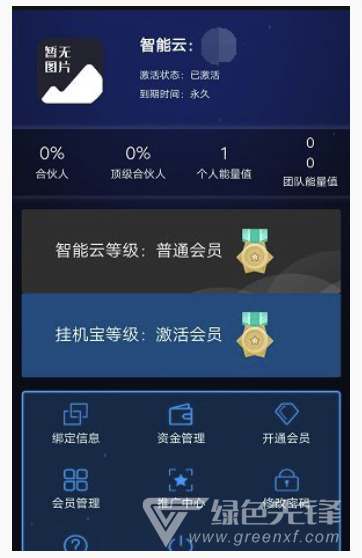 暂无
图片
智能云：
激活状态：已激活
到期时间：永久
0%
合伙人
0%
顶级合伙人
1
个人能量值
0
0
团队能量值
智能云等级：普通会员
挂机宝等级：激活会员
绑定信息
资金管理
开通会员
会员管理
推广中心
修改密码
绿色先锋
www.greenxf.com